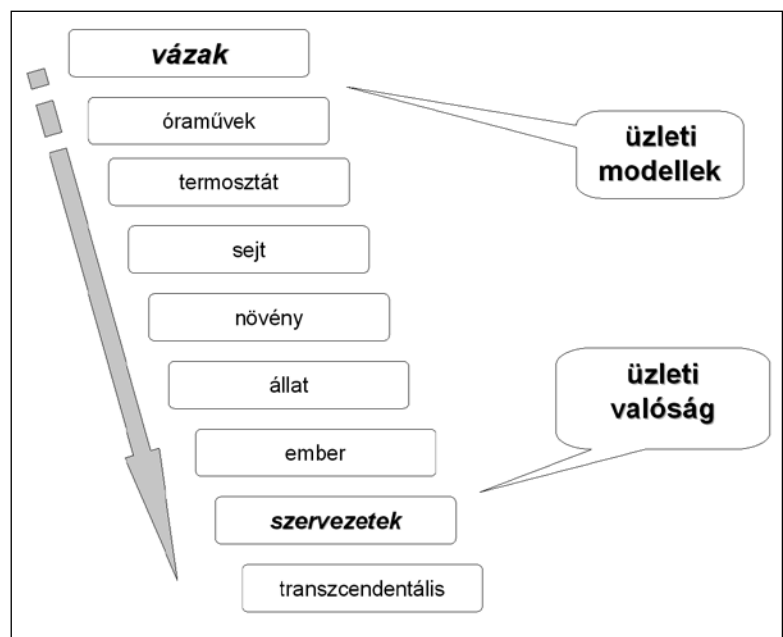 vázak
óraművek
termosztát
sejt
növény
állat
ember
szervezetek
transzcendentális
üzleti
modellek
üzleti
valóság